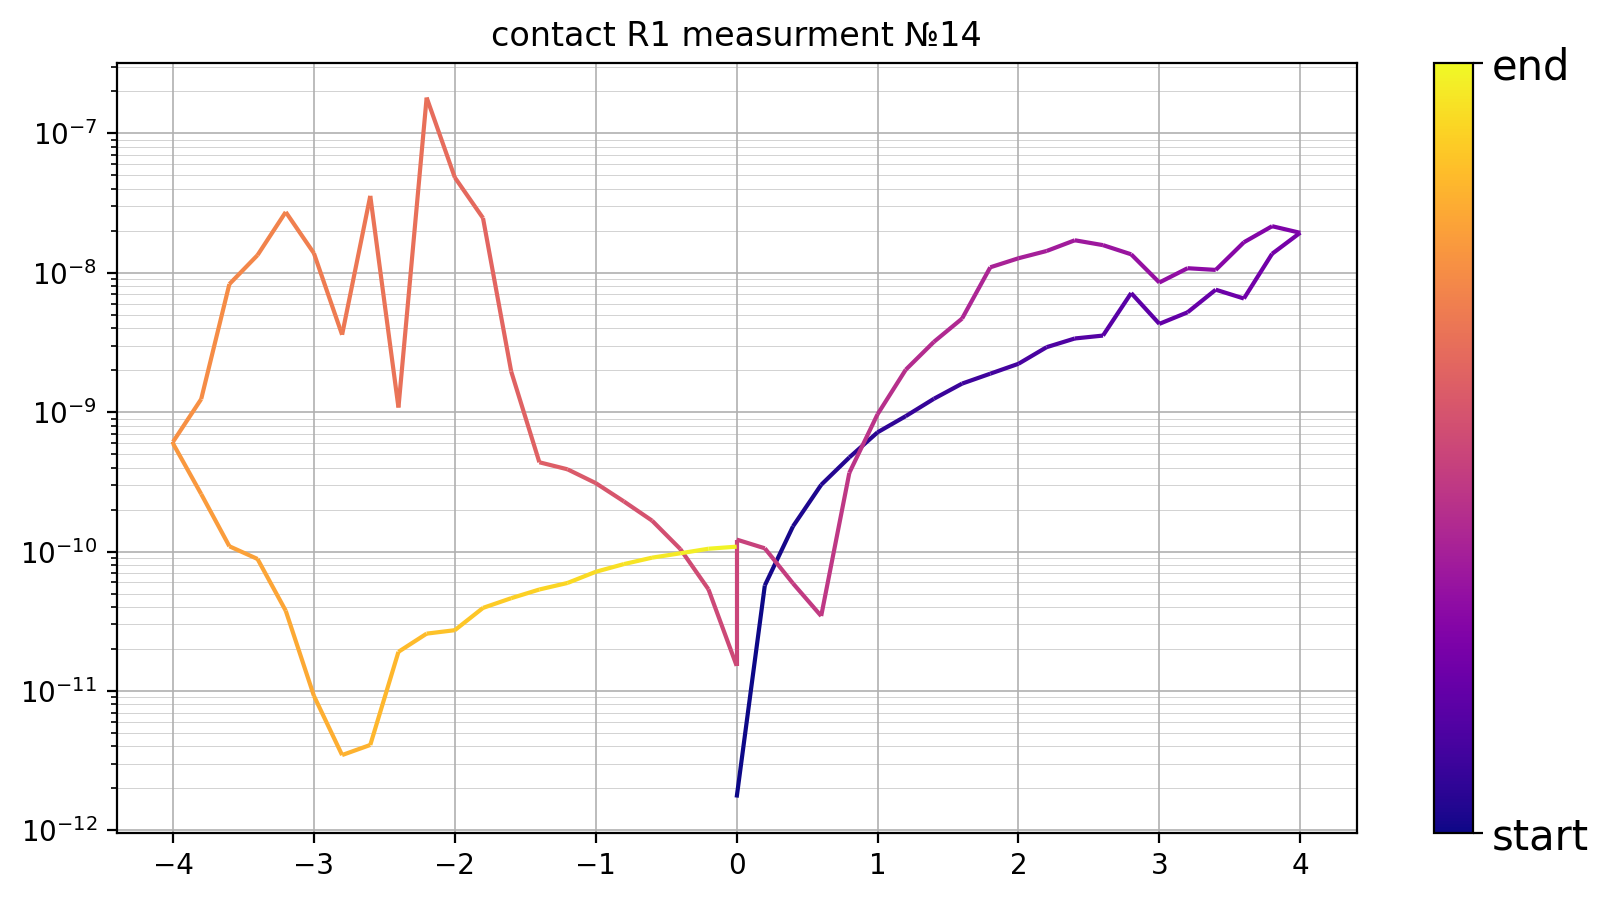 contact R1 measurment №14
10⁻⁷
10⁻⁸
10⁻⁹
10⁻¹⁰
10⁻¹¹
10⁻¹²
−4 −3 −2 −1 0 1 2 3 4
end
start